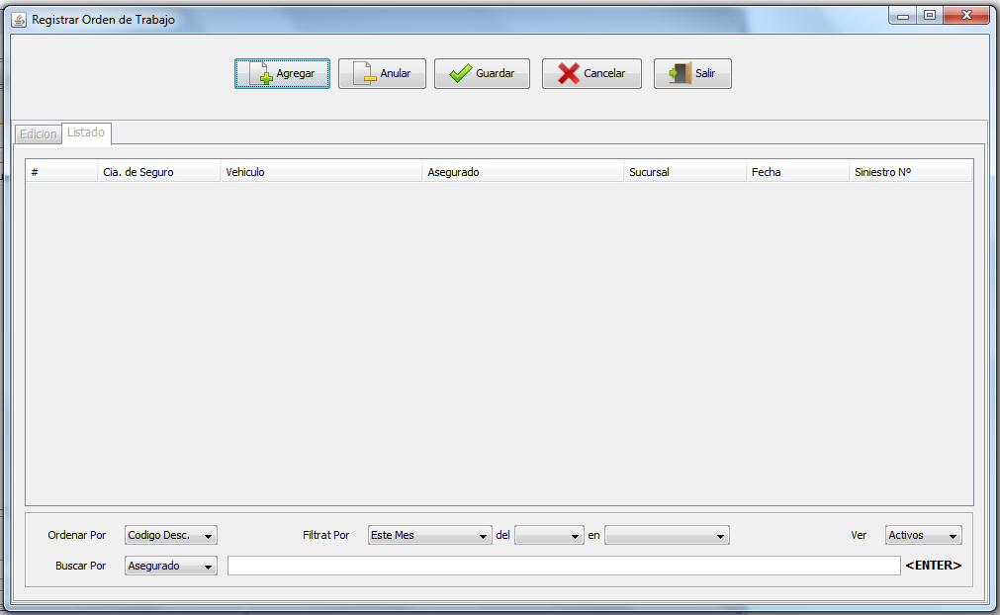 Registrar Orden de Trabajo
Agregar Anular Guardar Cancelar Salir
Edicion Listado
# Cia. de Seguro Vehiculo Asegurado Sucursal Fecha Siniestro Nº
Ordenar Por Codigo Desc. Filtrat Por Este Mes del en Ver Activos
Buscar Por Asegurado <ENTER>